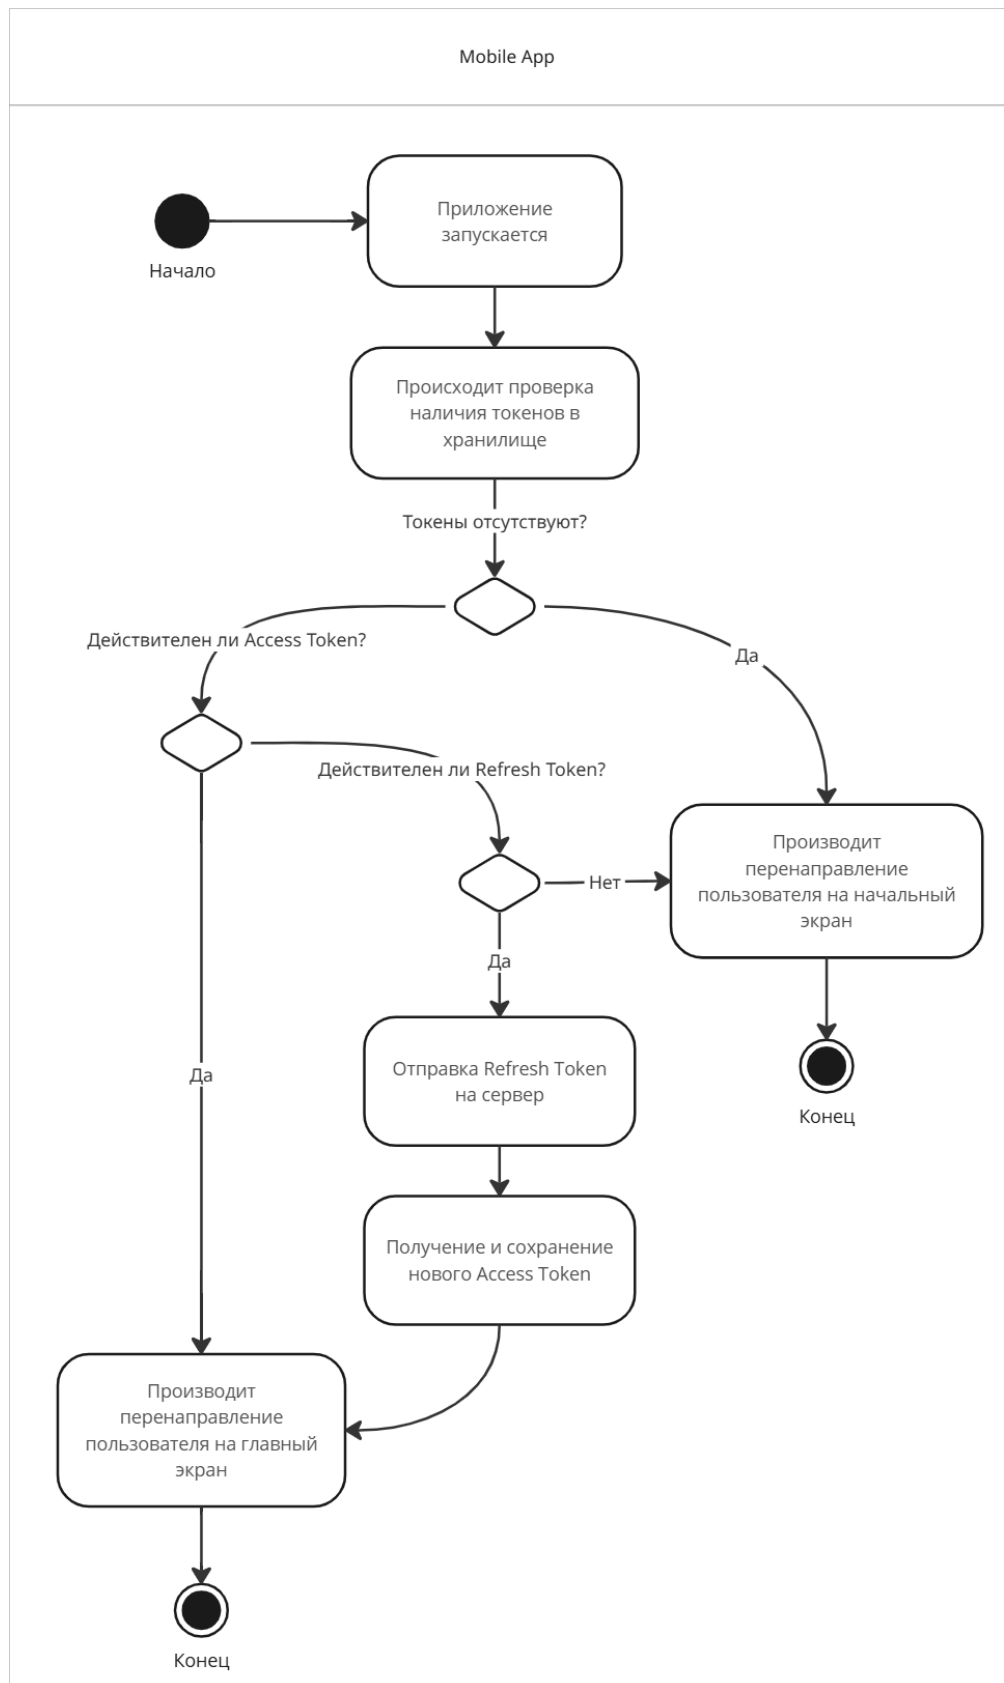 Mobile App
Приложение
запускается
Начало
Происходит проверка
наличия токенов в
хранилище
Токены отсутствуют?
Действителен ли Access Token?
Да
Действителен ли Refresh Token?
Производит
перенаправление
пользователя на начальный
экран
Нет
Да
Отправка Refresh Token
на сервер
Да
Конец
Получение и сохранение
нового Access Token
Производит
перенаправление
пользователя на главный
экран
Конец